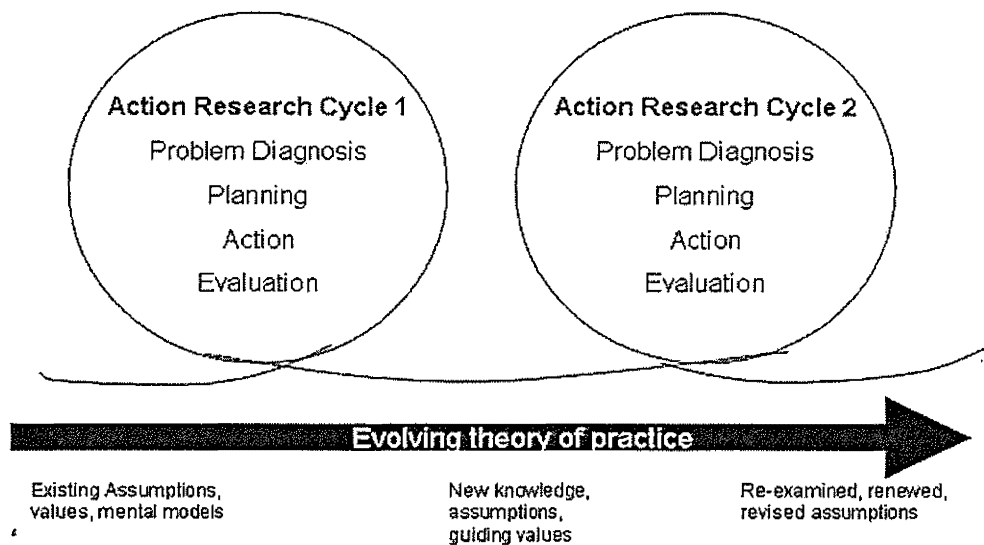 Action Research Cycle 1
Problem Diagnosis
Planning
Action
Evaluation
Action Research Cycle 2
Problem Diagnosis
Planning
Action
Evaluation
Evolving theory of practice
Existing Assumptions,
values, mental models
New knowledge,
assumptions,
guiding values
Re-examined, renewed,
revised assumptions